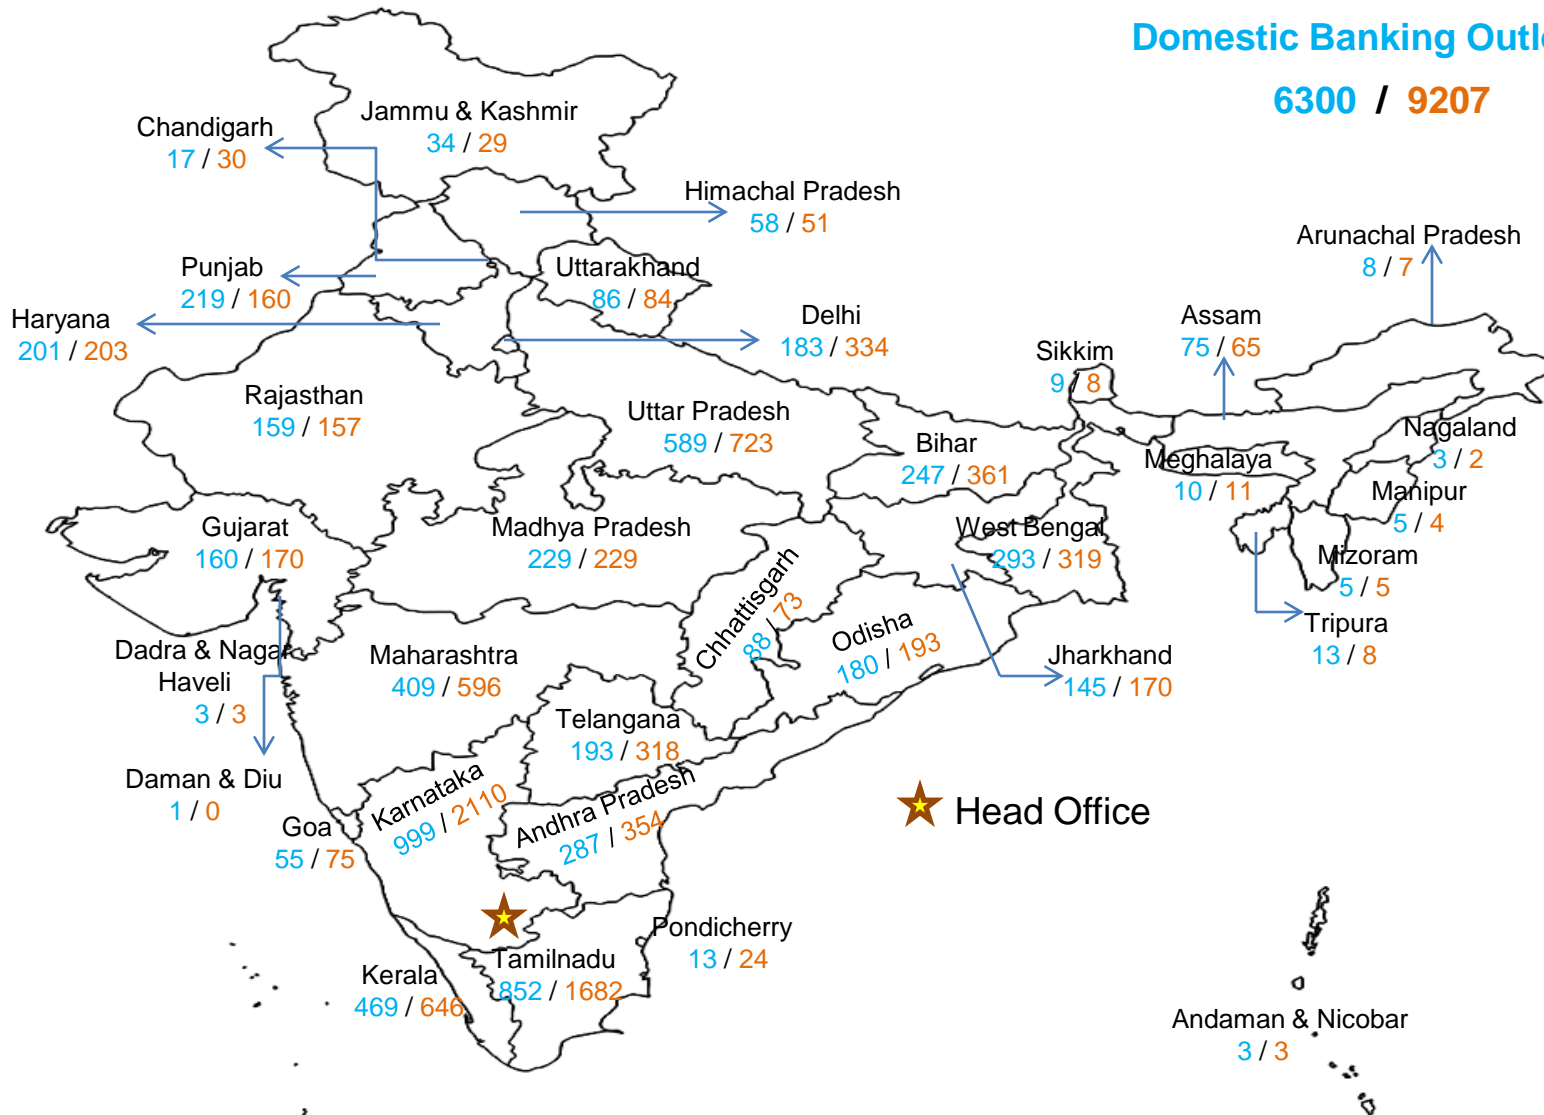 Domestic Banking Outl
6300 / 9207
Jammu & Kashmir
34 / 29
Chandigarh
17 / 30
Himachal Pradesh
58 / 51
Arunachal Pradesh
8 / 7
Punjab
219 / 160
Uttarakhand
86 / 84
Haryana
201 / 203
Delhi
183 / 334
Assam
75 / 65
Sikkim
9 / 8
Rajasthan
159 / 157
Uttar Pradesh
589 / 723
Bihar
247 / 361
Nagaland
3 / 2
Meghalaya
10 / 11
Manipur
5 / 4
Gujarat
160 / 170
Madhya Pradesh
229 / 229
West Bengal
293 / 319
Mizoram
5 / 5
Chhattisgarh
88 / 73
Odisha
180 / 193
Tripura
13 / 8
Dadra & Nagar
Haveli
3 / 3
Maharashtra
409 / 596
Jharkhand
145 / 170
Telangana
193 / 318
Daman & Diu
1 / 0
Karnataka
999 / 2110
Andhra Pradesh
287 / 354
Head Office
Goa
55 / 75
Pondicherry
13 / 24
Kerala
469 / 646
Tamilnadu
852 / 1682
Andaman & Nicobar
3 / 3